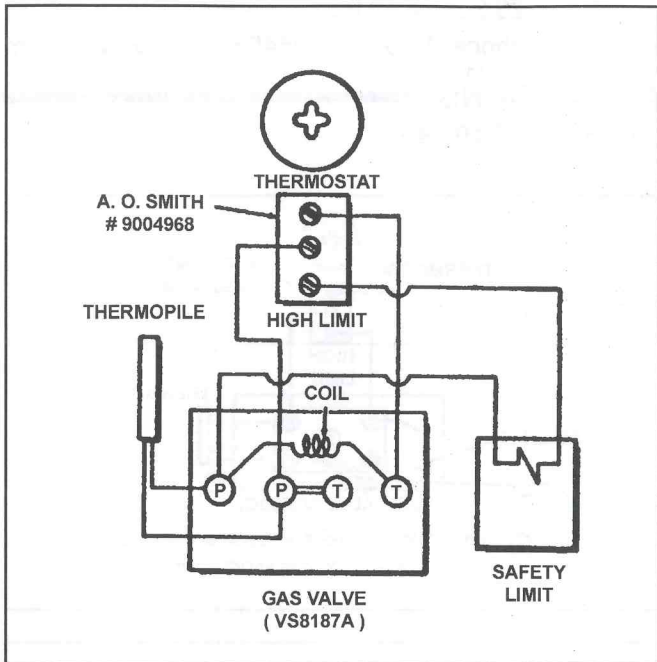 THERMOSTAT
A. O. SMITH
# 9004968
THERMOPILE
HIGH LIMIT
COIL
P
P
T
T
SAFETY
LIMIT
GAS VALVE
( VS8187A )